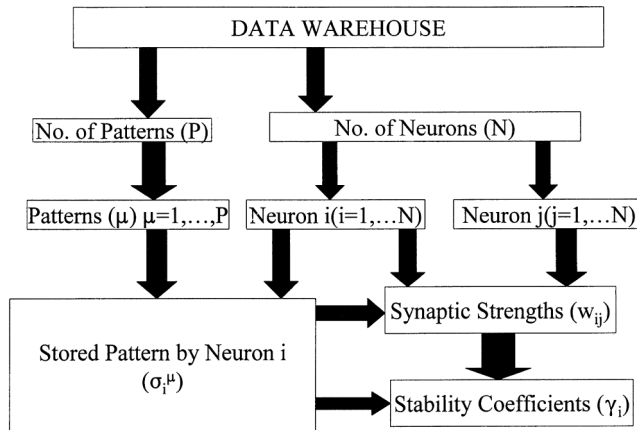 DATA WAREHOUSE
No. of Patterns (P)
No. of Neurons (N)
Patterns (μ) μ=1,…,P
Neuron i(i=1,…N)
Neuron j(j=1,…N)
Synaptic Strengths (wᵢⱼ)
Stored Pattern by Neuron i
(σᵢᵘ)
Stability Coefficients (γᵢ)